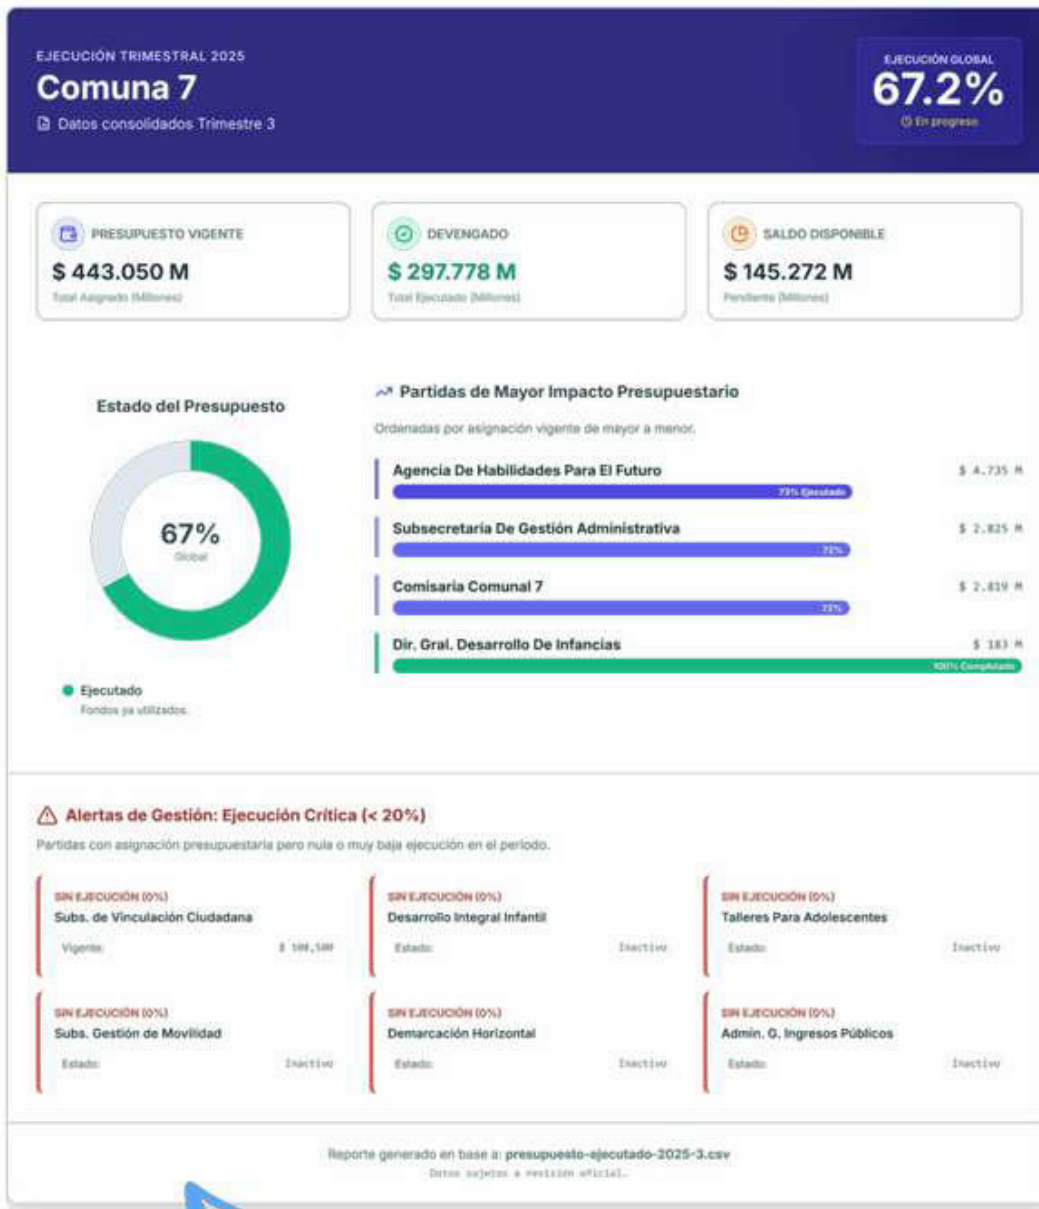 EJECUCIÓN TRIMESTRAL 2025
Comuna 7
Datos consolidados Trimestre 3
EJECUCIÓN GLOBAL
67.2%
En progreso
PRESUPUESTO VIGENTE
$ 443.050 M
Total Asignado (Millones)
DEVENGADO
$ 297.778 M
Total Ejecutado (Millones)
SALDO DISPONIBLE
$ 145.272 M
Pendiente (Millones)
Estado del Presupuesto
67%
Global
Ejecutado
Fondos ya utilizados.
Partidas de Mayor Impacto Presupuestario
Ordenadas por asignación vigente de mayor a menor.
Agencia De Habilidades Para El Futuro $ 4.735 M
73% Ejecutado
Subsecretaría De Gestión Administrativa $ 2.825 M
72%
Comisaria Comunal 7 $ 2.819 M
Dir. Gral. Desarrollo De Infancias $ 183 M
100% Completado
Alertas de Gestión: Ejecución Crítica (< 20%)
Partidas con asignación presupuestaria pero nula o muy baja ejecución en el período.
SIN EJECUCIÓN (0%)
Subs. de Vinculación Ciudadana
Vigente:
SIN EJECUCIÓN (0%)
Desarrollo Integral Infantil
Estado: Inactivo
SIN EJECUCIÓN (0%)
Talleres Para Adolescentes
Estado: Inactivo
SIN EJECUCIÓN (0%)
Subs. Gestión de Movilidad
Estado: Inactivo
SIN EJECUCIÓN (0%)
Demarcación Horizontal
Estado: Inactivo
SIN EJECUCIÓN (0%)
Admin. G. Ingresos Públicos
Estado: Inactivo
Reporte generado en base a: presupuesto-ejecutado-2025-3.csv
Datos sujetos a revisión oficial.